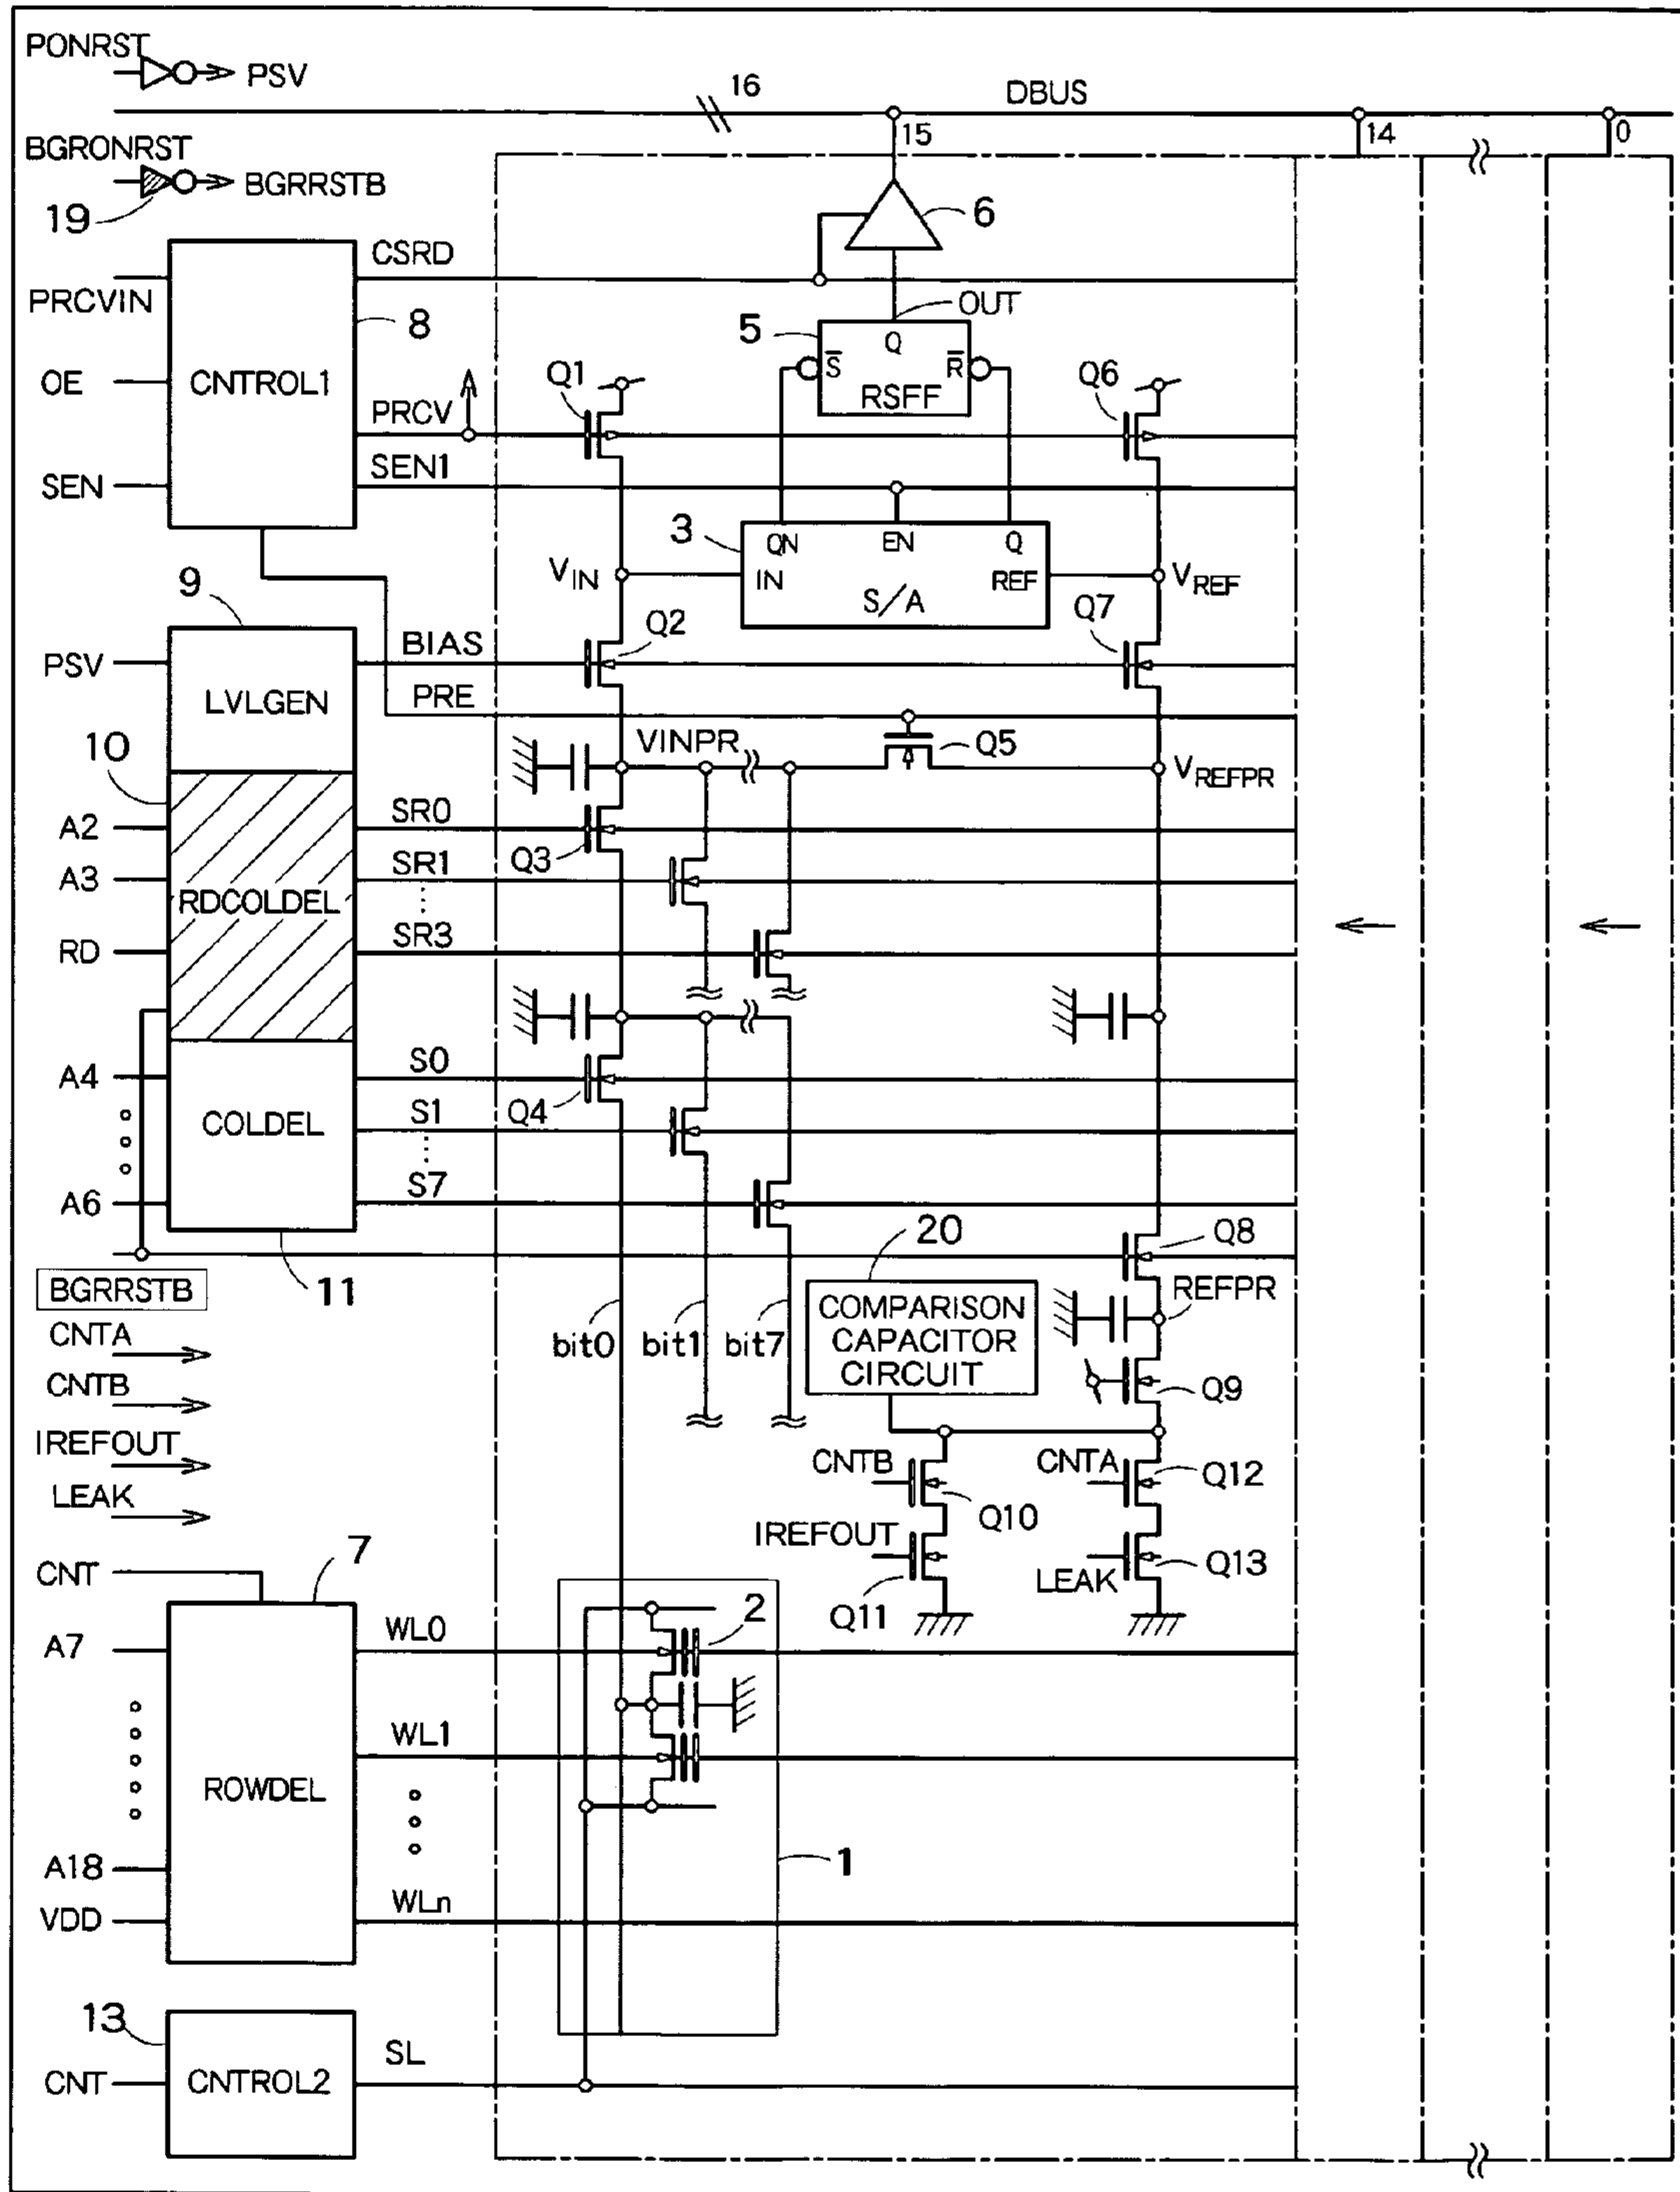 PONRST
PSV
16
DBUS
15
14
0
BGRONRST
BGRRSTB
19
6
CSRD
PRCVIN
8
OE
CNTROL1
PRCV
SEN
SEN1
OUT
5
Q
S
R
RSFF
Q1
Q6
3
QN
EN
Q
IN
REF
S/A
VIN
VREF
9
Q2
Q7
PSV
BIAS
LVLGEN
PRE
10
VINPR
Q5
VREFPR
A2
SR0
Q3
A3
SR1
RDCOLDEL
RD
SR3
A4
S0
Q4
COLDEL
S1
A6
S7
20
Q8
BGRRSTB
11
REFPR
COMPARISON
CAPACITOR
CIRCUIT
CNTA
bit0
bit1
bit7
CNTB
Q9
IREFOUT
CNTB
CNTA
Q12
LEAK
Q10
IREFOUT
Q13
LEAK
Q11
CNT
7
2
A7
WL0
WL1
ROWDEL
A18
1
VDD
WLn
13
SL
CNT
CNTROL2